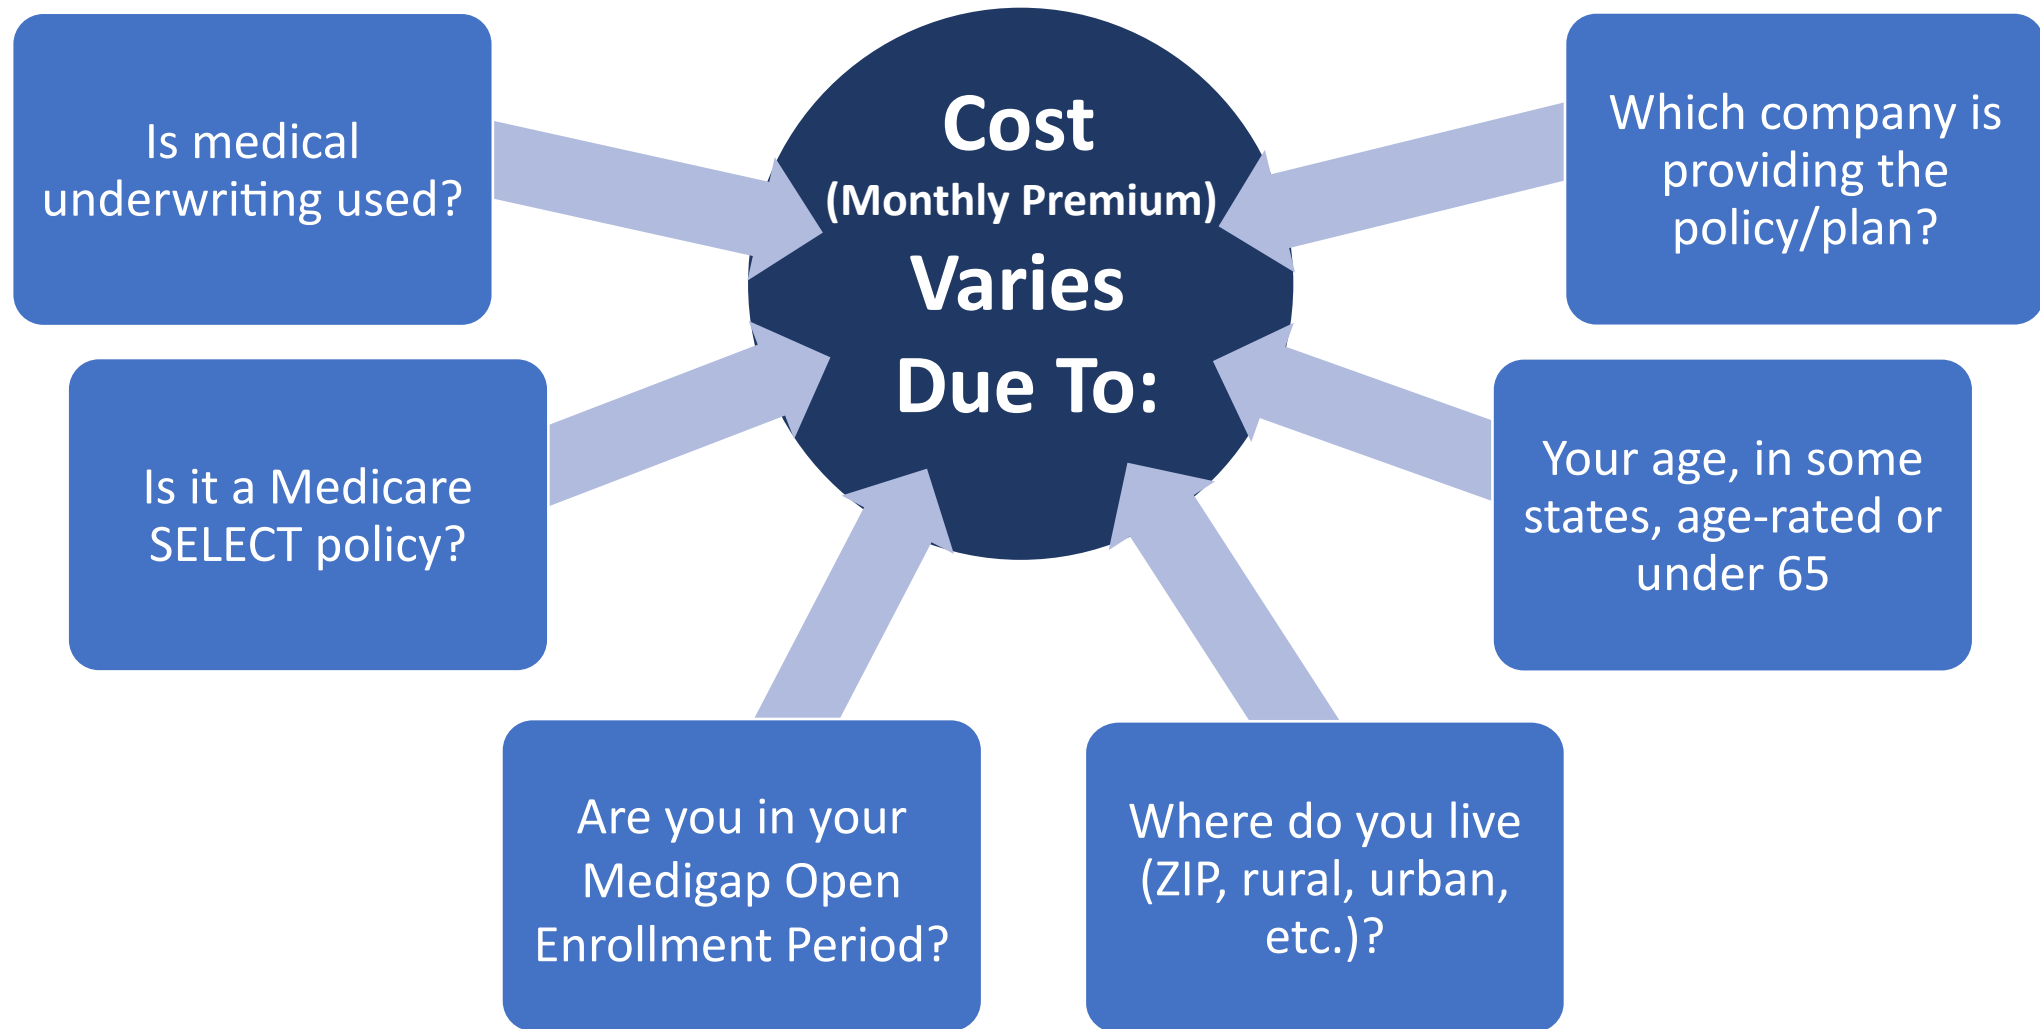 Is medical
underwriting used?
Is it a Medicare
SELECT policy?
Are you in your
Medigap Open
Enrollment Period?
Cost
(Monthly Premium)
Varies
Due To:
Where do you live
(ZIP, rural, urban,
etc.)?
Your age, in some
states, age-rated or
under 65
Which company is
providing the
policy/plan?